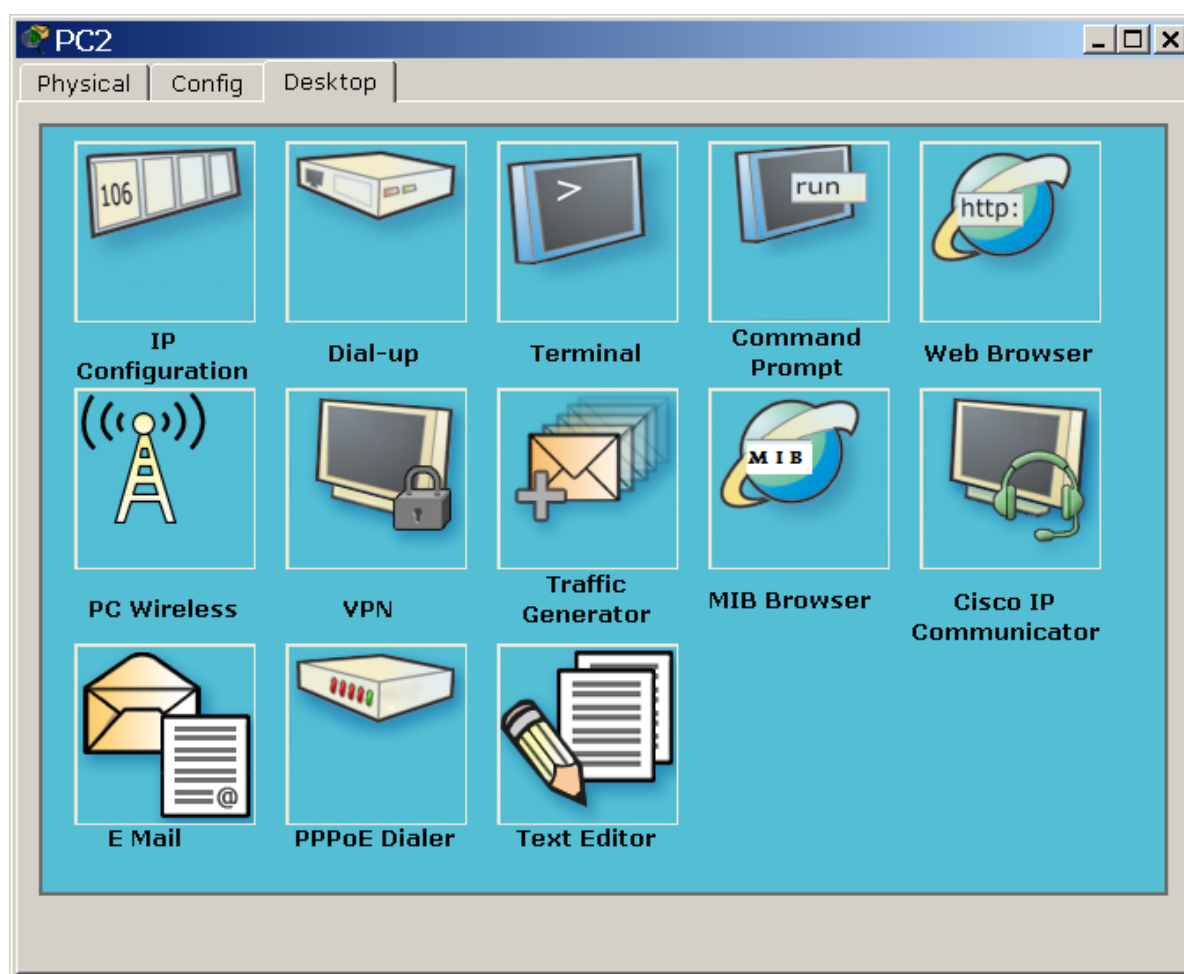 PC2
Physical
Config
Desktop
106
>
run
http:
IP
Configuration
Dial-up
Terminal
Command
Prompt
Web Browser
MIB
PC Wireless
VPN
Traffic
Generator
MIB Browser
Cisco IP
Communicator
@
E Mail
PPPoE Dialer
Text Editor